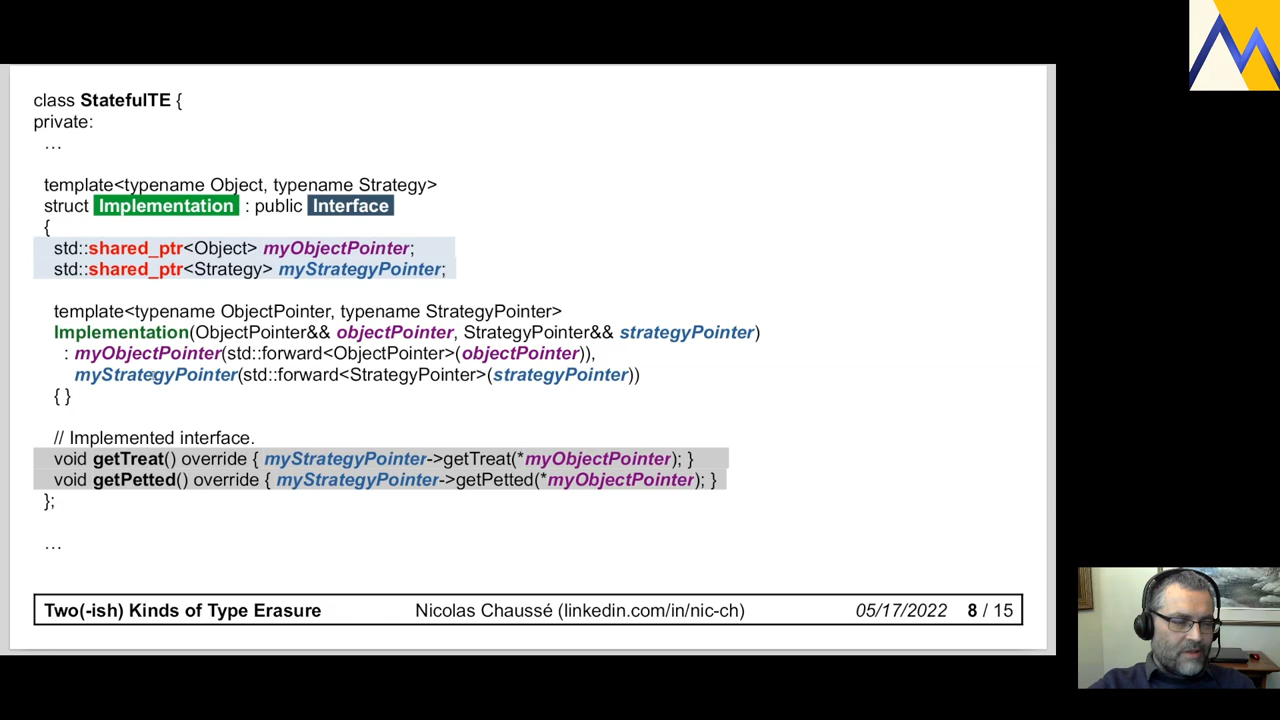 class StatefulTE {
private:
…
template<typename Object, typename Strategy>
struct Implementation : public Interface
{
std::shared_ptr<Object> myObjectPointer;
std::shared_ptr<Strategy> myStrategyPointer;
template<typename ObjectPointer, typename StrategyPointer>
Implementation(ObjectPointer&& objectPointer, StrategyPointer&& strategyPointer)
: myObjectPointer(std::forward<ObjectPointer>(objectPointer)),
myStrategyPointer(std::forward<StrategyPointer>(strategyPointer))
{ }
// Implemented interface.
void getTreat() override { myStrategyPointer->getTreat(*myObjectPointer); }
void getPetted() override { myStrategyPointer->getPetted(*myObjectPointer); }
};
…
Two(-ish) Kinds of Type Erasure Nicolas Chaussé (linkedin.com/in/nic-ch) 05/17/2022 8 / 15